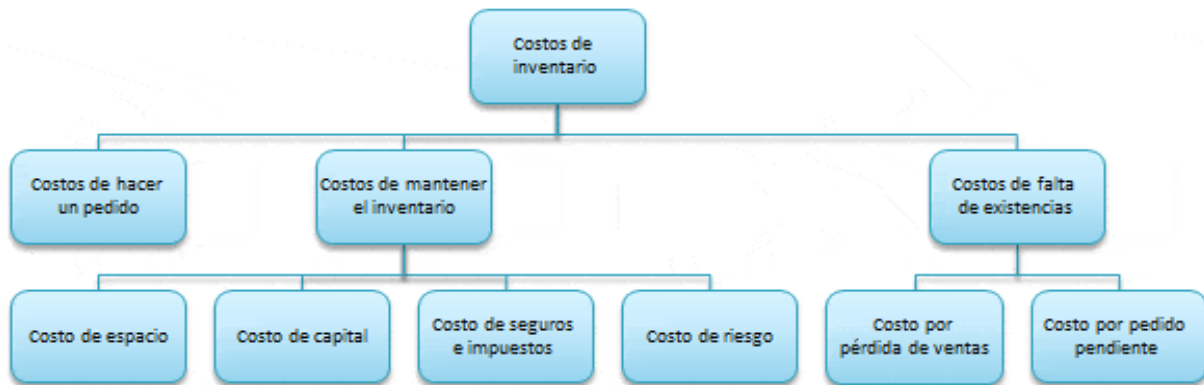 Costos de
inventario
Costos de hacer
un pedido
Costos de mantener
el inventario
Costos de falta
de existencias
Costo de espacio
Costo de capital
Costo de seguros
e impuestos
Costo de riesgo
Costo por
pérdida de ventas
Costo por pedido
pendiente